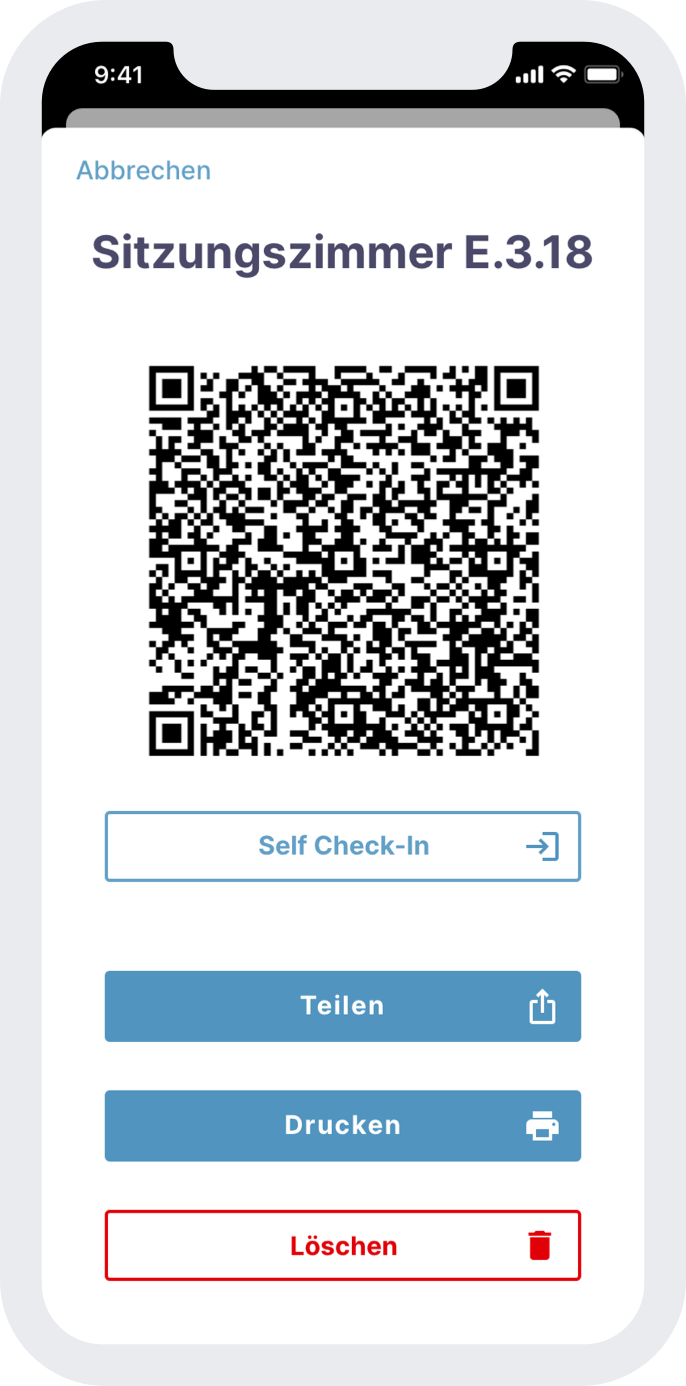 9:41
Abbrechen
Sitzungszimmer E.3.18
Self Check-In
Teilen
Drucken
Löschen